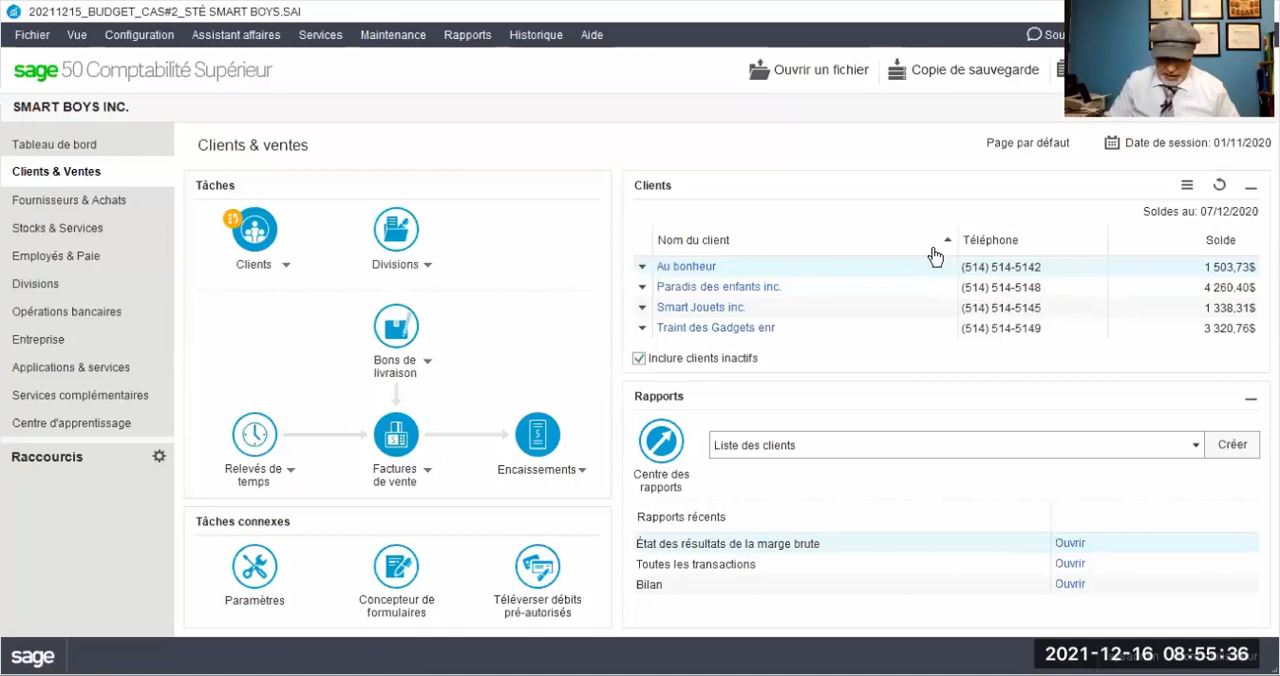 20211215_BUDGET_CAS#2_STÉ SMART BOYS.SAI
Fichier Vue Configuration Assistant affaires Services Maintenance Rapports Historique Aide Sou
sage 50 Comptabilité Supérieur
Ouvrir un fichier Copie de sauvegarde
SMART BOYS INC.
Tableau de bord
Clients & Ventes
Fournisseurs & Achats
Stocks & Services
Employés & Paie
Divisions
Opérations bancaires
Entreprise
Applications & services
Services complémentaires
Centre d'apprentissage
Raccourcis
Clients & ventes
Page par défaut
Date de session: 01/11/2020
Tâches
Clients
Divisions
Bons de
livraison
Relevés de
temps
Factures
de vente
Encaissements
Tâches connexes
Paramètres
Concepteur de
formulaires
Téléverser débits
pré-autorisés
Clients
Soldes au: 07/12/2020
Nom du client Téléphone Solde
Au bonheur (514) 514-5142 1 503,73$
Paradis des enfants inc. (514) 514-5148 4 260,40$
Smart Jouets inc. (514) 514-5145 1 338,31$
Traint des Gadgets enr (514) 514-5149 3 320,76$
Inclure clients inactifs
Rapports
Centre des
rapports
Liste des clients
Créer
Rapports récents
État des résultats de la marge brute Ouvrir
Toutes les transactions Ouvrir
Bilan Ouvrir
sage
2021-12-16 08:55:36